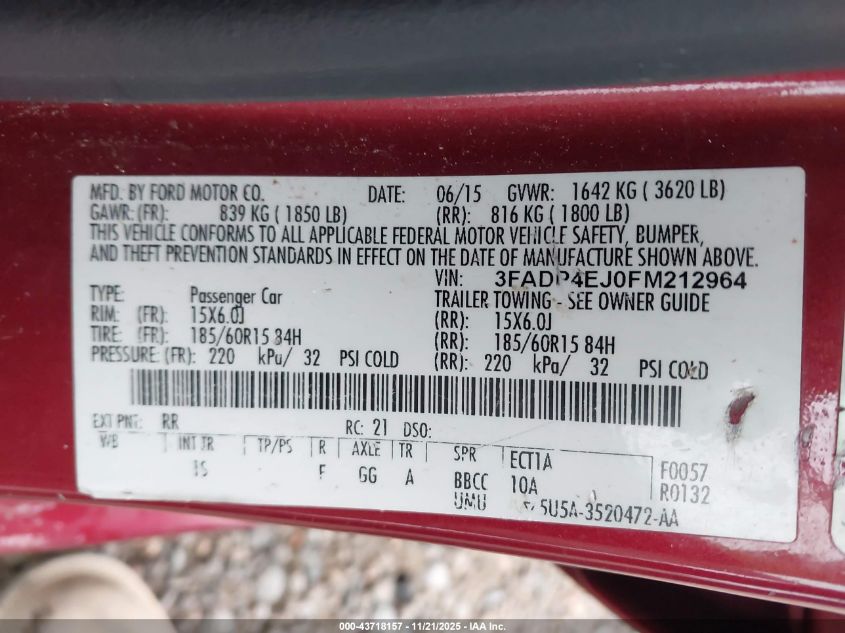 MFD. BY FORD MOTOR CO. DATE: 06/15 GVWR: 1642 KG ( 3620 LB)
GAWR: (FR): 839 KG ( 1850 LB) (RR): 816 KG ( 1800 LB)
THIS VEHICLE CONFORMS TO ALL APPLICABLE FEDERAL MOTOR VEHICLE SAFETY, BUMPER,
AND THEFT PREVENTION STANDARDS IN EFFECT ON THE DATE OF MANUFACTURE SHOWN ABOVE.
VIN: 3FADP4EJ0FM212964
TYPE: Passenger Car TRAILER TOWING - SEE OWNER GUIDE
RIM: (FR): 15X6.0J (RR): 15X6.0J
TIRE: (FR): 185/60R15 84H (RR): 185/60R15 84H
PRESSURE: (FR): 220 kPa/ 32 PSI COLD (RR): 220 kPa/ 32 PSI COLD
EXT PNT: RR RC: 21 DSO:
WB INT TR TP/PS R AXLE TR SPR ECT1A F0057
IS F GG A BBCC 10A R0132
UMU 5U5A-3520472-AA
000-43718157 - 11/21/2025 - IAA Inc.